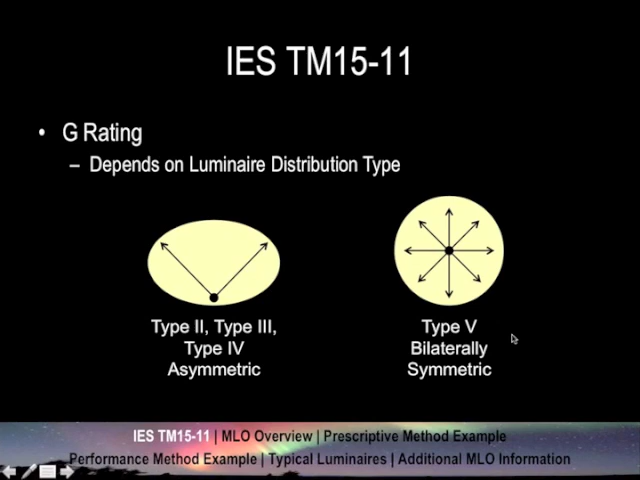 IES TM15-11
• G Rating
– Depends on Luminaire Distribution Type
Type II, Type III,
Type IV
Asymmetric
Type V
Bilaterally
Symmetric
IES TM15-11 | MLO Overview | Prescriptive Method Example
Performance Method Example | Typical Luminaires | Additional MLO Information